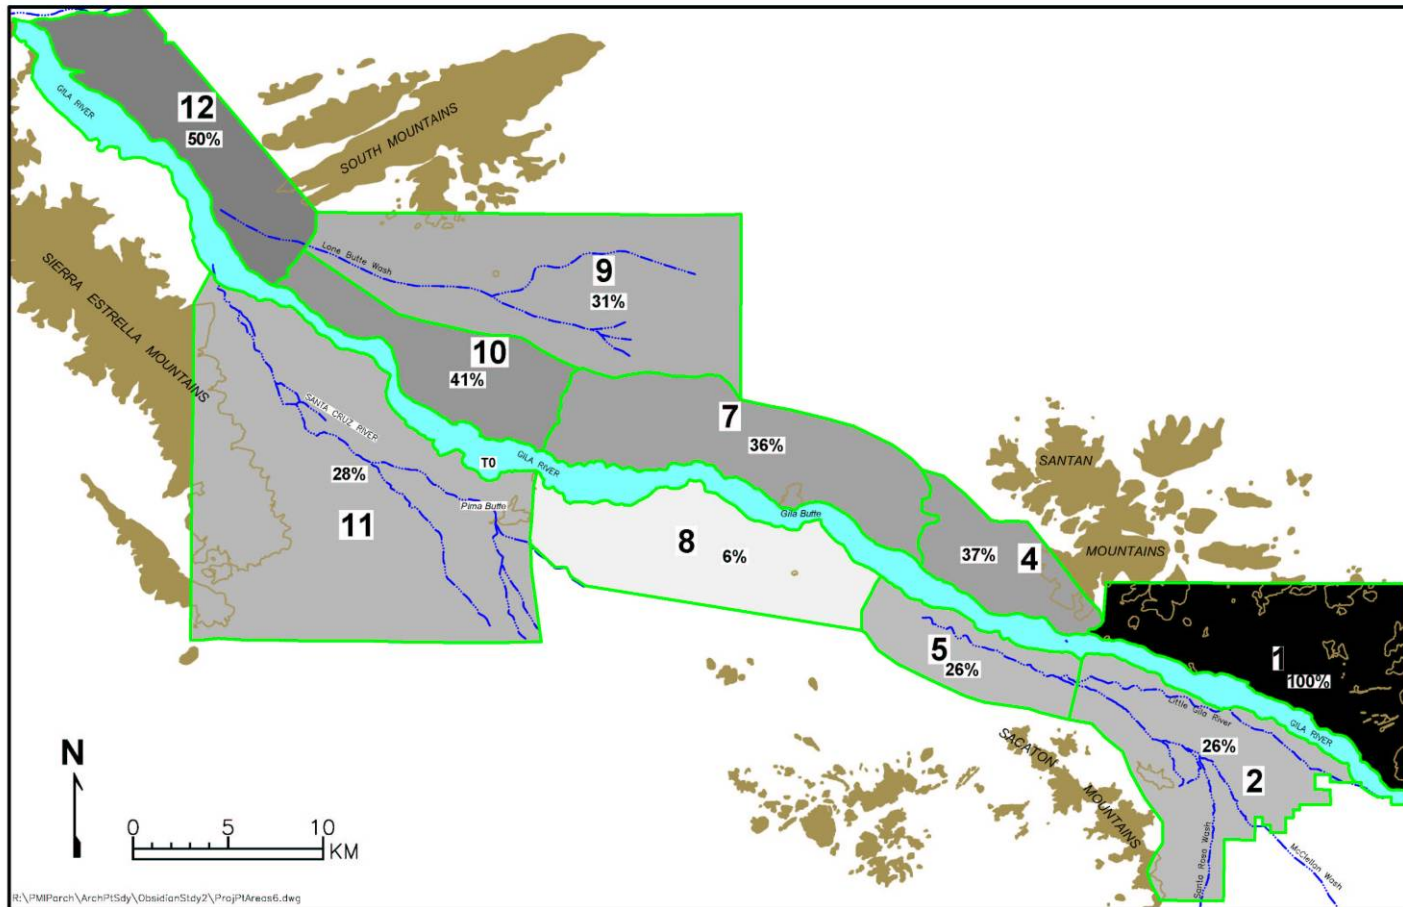 GILA RIVER
12
50%
SOUTH MOUNTAINS
SIERRA ESTRELLA MOUNTAINS
Lone Butte Wash
9
31%
10
41%
7
36%
SANTA CRUZ RIVER
28%
11
T0
GILA RIVER
Pima Butte
Gila Butte
8
6%
SANTAN
MOUNTAINS
37%
4
5
26%
1
100%
Little Gila River
GILA RIVER
26%
2
SACATON
MOUNTAINS
Santa Rosa Wash
McClellan Wash
N
0
5
10
KM
R:\PMIParch\ArchPtSdy\ObsidianStdy2\ProjPtAreas6.dwg